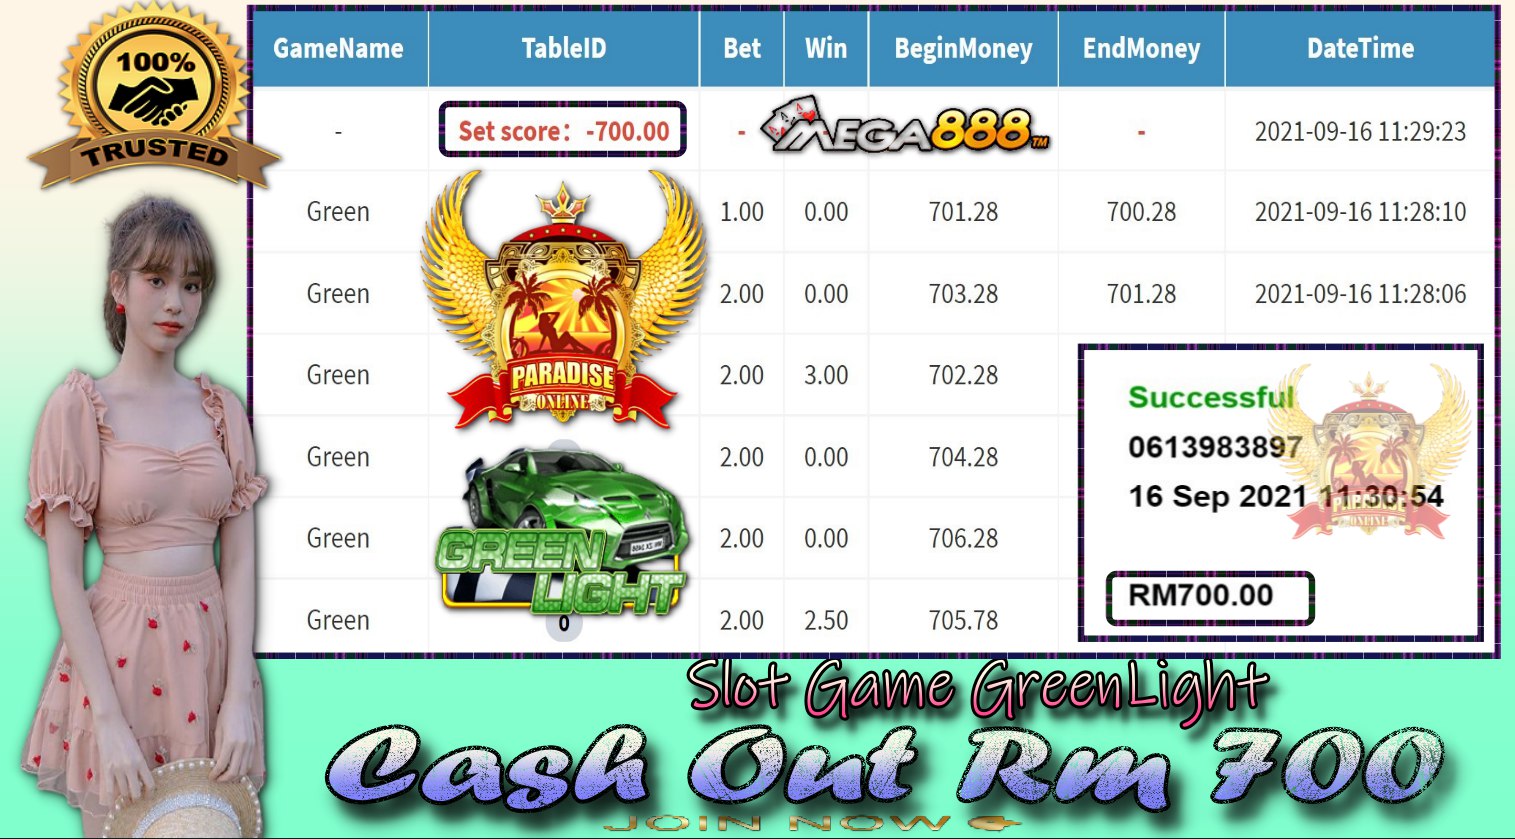 100%
TRUSTED
GameName TableID Bet Win BeginMoney EndMoney DateTime
- Set score: -700.00 - - - 2021-09-16 11:29:23
MEGA888 TM
Green 1.00 0.00 701.28 700.28 2021-09-16 11:28:10
Green 2.00 0.00 703.28 701.28 2021-09-16 11:28:06
Green 2.00 3.00 702.28
PARADISE
ONLINE
Green 2.00 0.00 704.28
Green 2.00 0.00 706.28
GREEN
LIGHT
Green 0 2.00 2.50 705.78
Successful
0613983897
16 Sep 2021 11:30:54
PARADISE
ONLINE
RM700.00
Slot Game GreenLight
Cash Out Rm 700
JOIN NOW